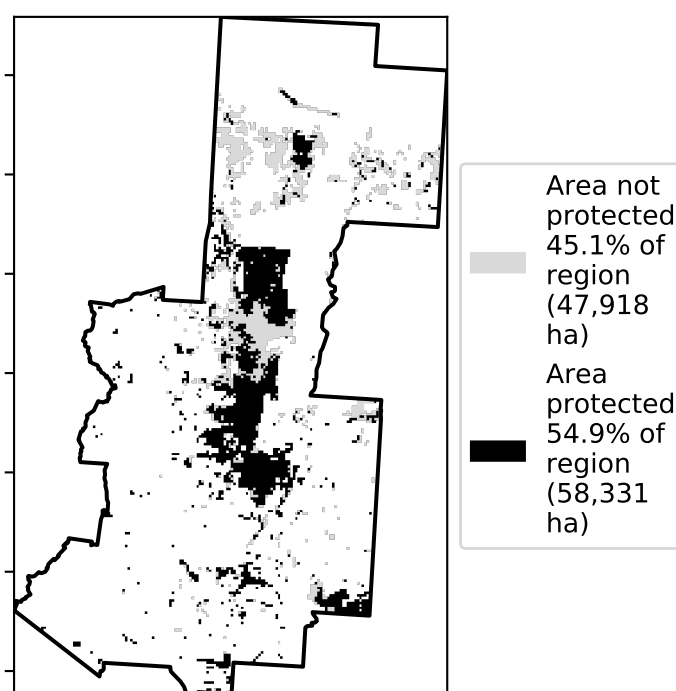 Area not
protected
45.1% of
region
(47,918
ha)
Area
protected
54.9% of
region
(58,331
ha)